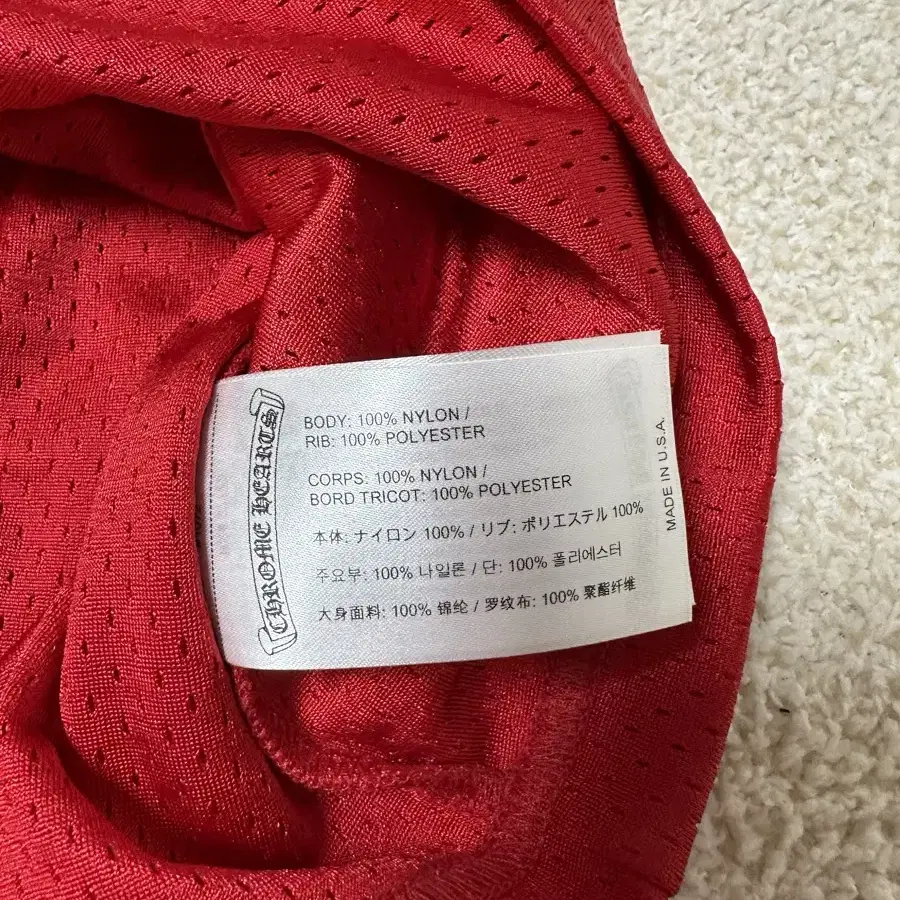 CHROME HEARTS
BODY: 100% NYLON /
RIB: 100% POLYESTER
CORPS: 100% NYLON /
BORD TRICOT: 100% POLYESTER
本体: ナイロン 100% / リブ: ポリエステル 100%
주요부: 100% 나일론 / 단: 100% 폴리에스터
大身面料: 100% 锦纶 / 罗纹布: 100% 聚酯纤维
MADE IN U.S.A.